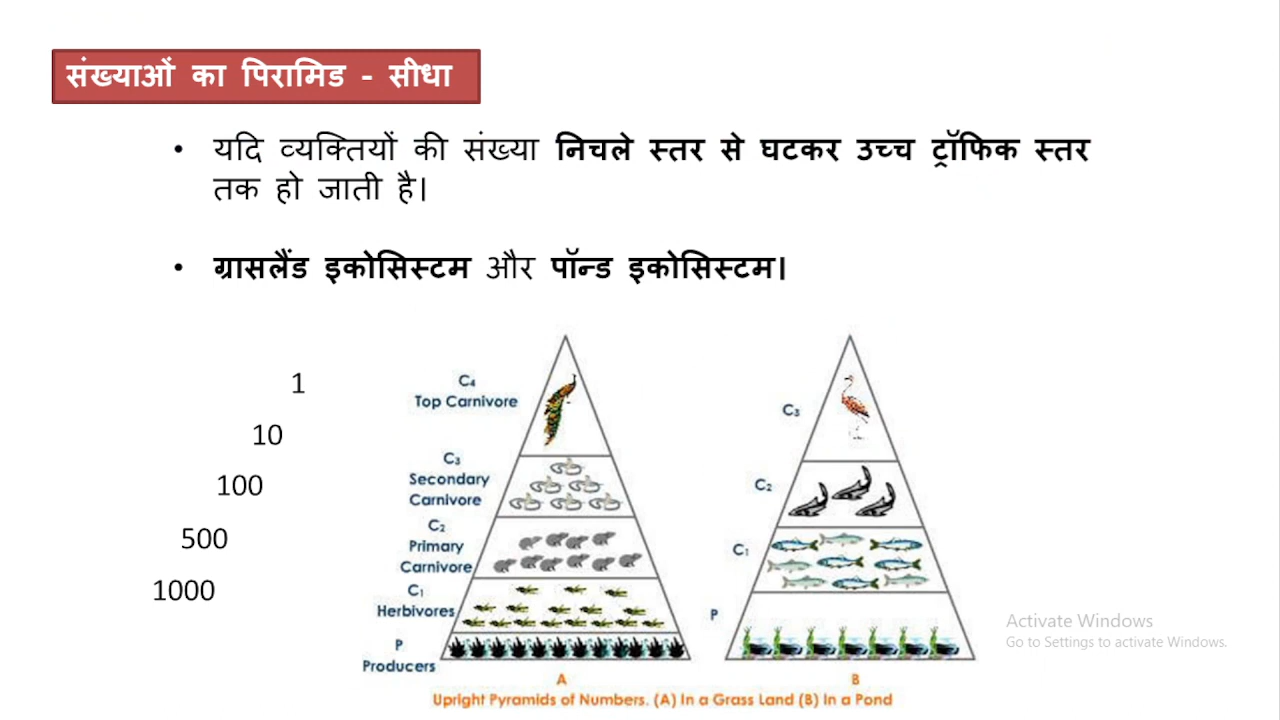 संख्याओं का पिरामिड - सीधा
• यदि व्यक्तियों की संख्या निचले स्तर से घटकर उच्च ट्रॉफिक स्तर
तक हो जाती है।
• ग्रासलैंड इकोसिस्टम और पॉन्ड इकोसिस्टम।
1
10
100
500
1000
C4
Top Carnivore
C3
Secondary
Carnivore
C2
Primary
Carnivore
C1
Herbivores
P
Producers
A
C3
C2
C1
P
B
Upright Pyramids of Numbers. (A) In a Grass Land (B) In a Pond
Activate Windows
Go to Settings to activate Windows.